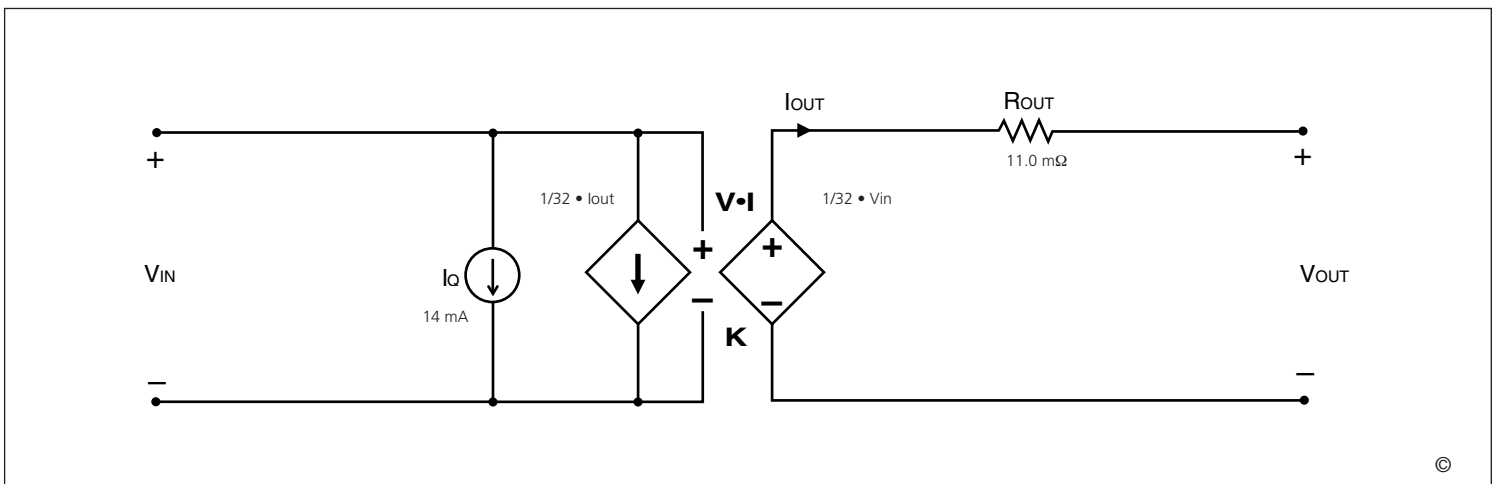 IOUT
ROUT
+
+
11.0 mΩ
1/32 • Iout
V•I
1/32 • Vin
+
+
VIN
IQ
VOUT
–
–
14 mA
K
–
–
©